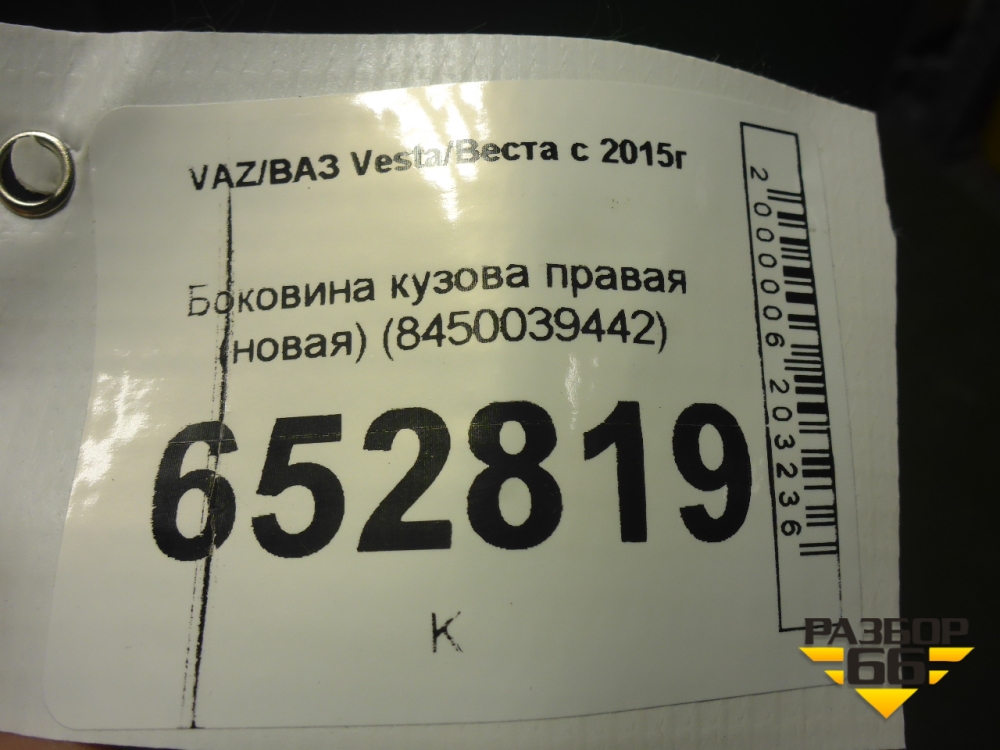 VAZ/ВАЗ Vesta/Веста с 2015г
Боковина кузова правая
(новая) (8450039442)
652819
К
2000006203236
РАЗБОР
66